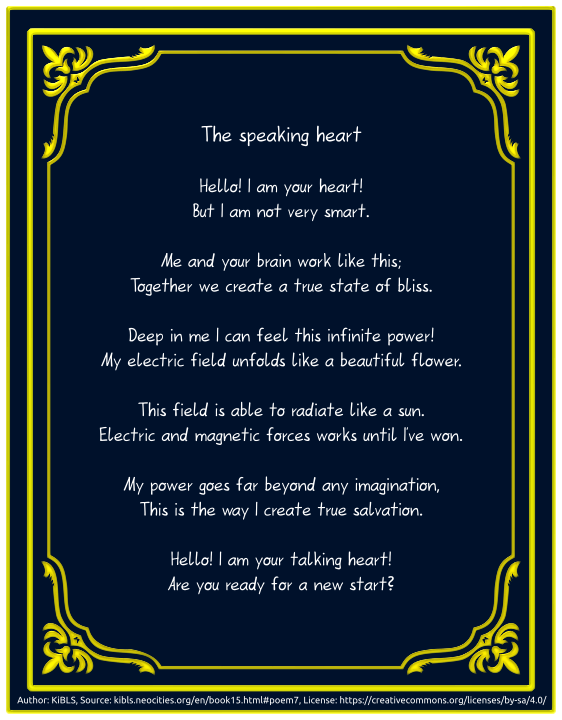 The speaking heart
Hello! I am your heart!
But I am not very smart.
Me and your brain work like this;
Together we create a true state of bliss.
Deep in me I can feel this infinite power!
My electric field unfolds like a beautiful flower.
This field is able to radiate like a sun.
Electric and magnetic forces works until I've won.
My power goes far beyond any imagination,
This is the way I create true salvation.
Hello! I am your talking heart!
Are you ready for a new start?
Author: KiBLS, Source: kibls.neocities.org/en/book15.html#poem7, License: https://creativecommons.org/licenses/by-sa/4.0/